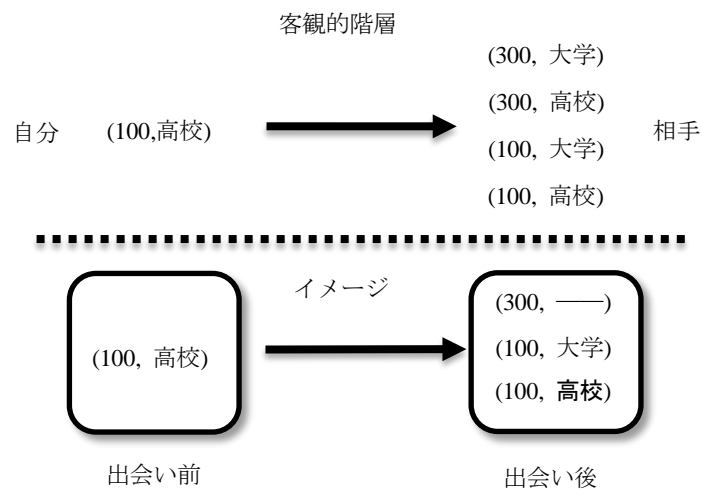 客観的階層
(300, 大学)
(300, 高校)
自分 (100,高校) 相手
(100, 大学)
(100, 高校)
イメージ
(300, ──)
(100, 高校) (100, 大学)
(100, 高校)
出会い前 出会い後